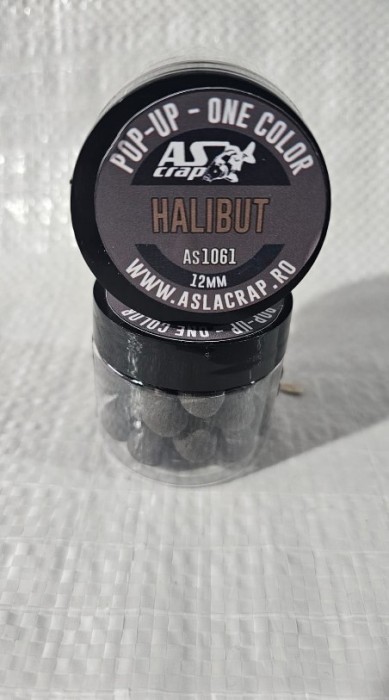 POP-UP - ONE COLOR
AS
crap
HALIBUT
As1061
12MM
WWW.ASLACRAP.RO
POP-UP - ONE COLOR